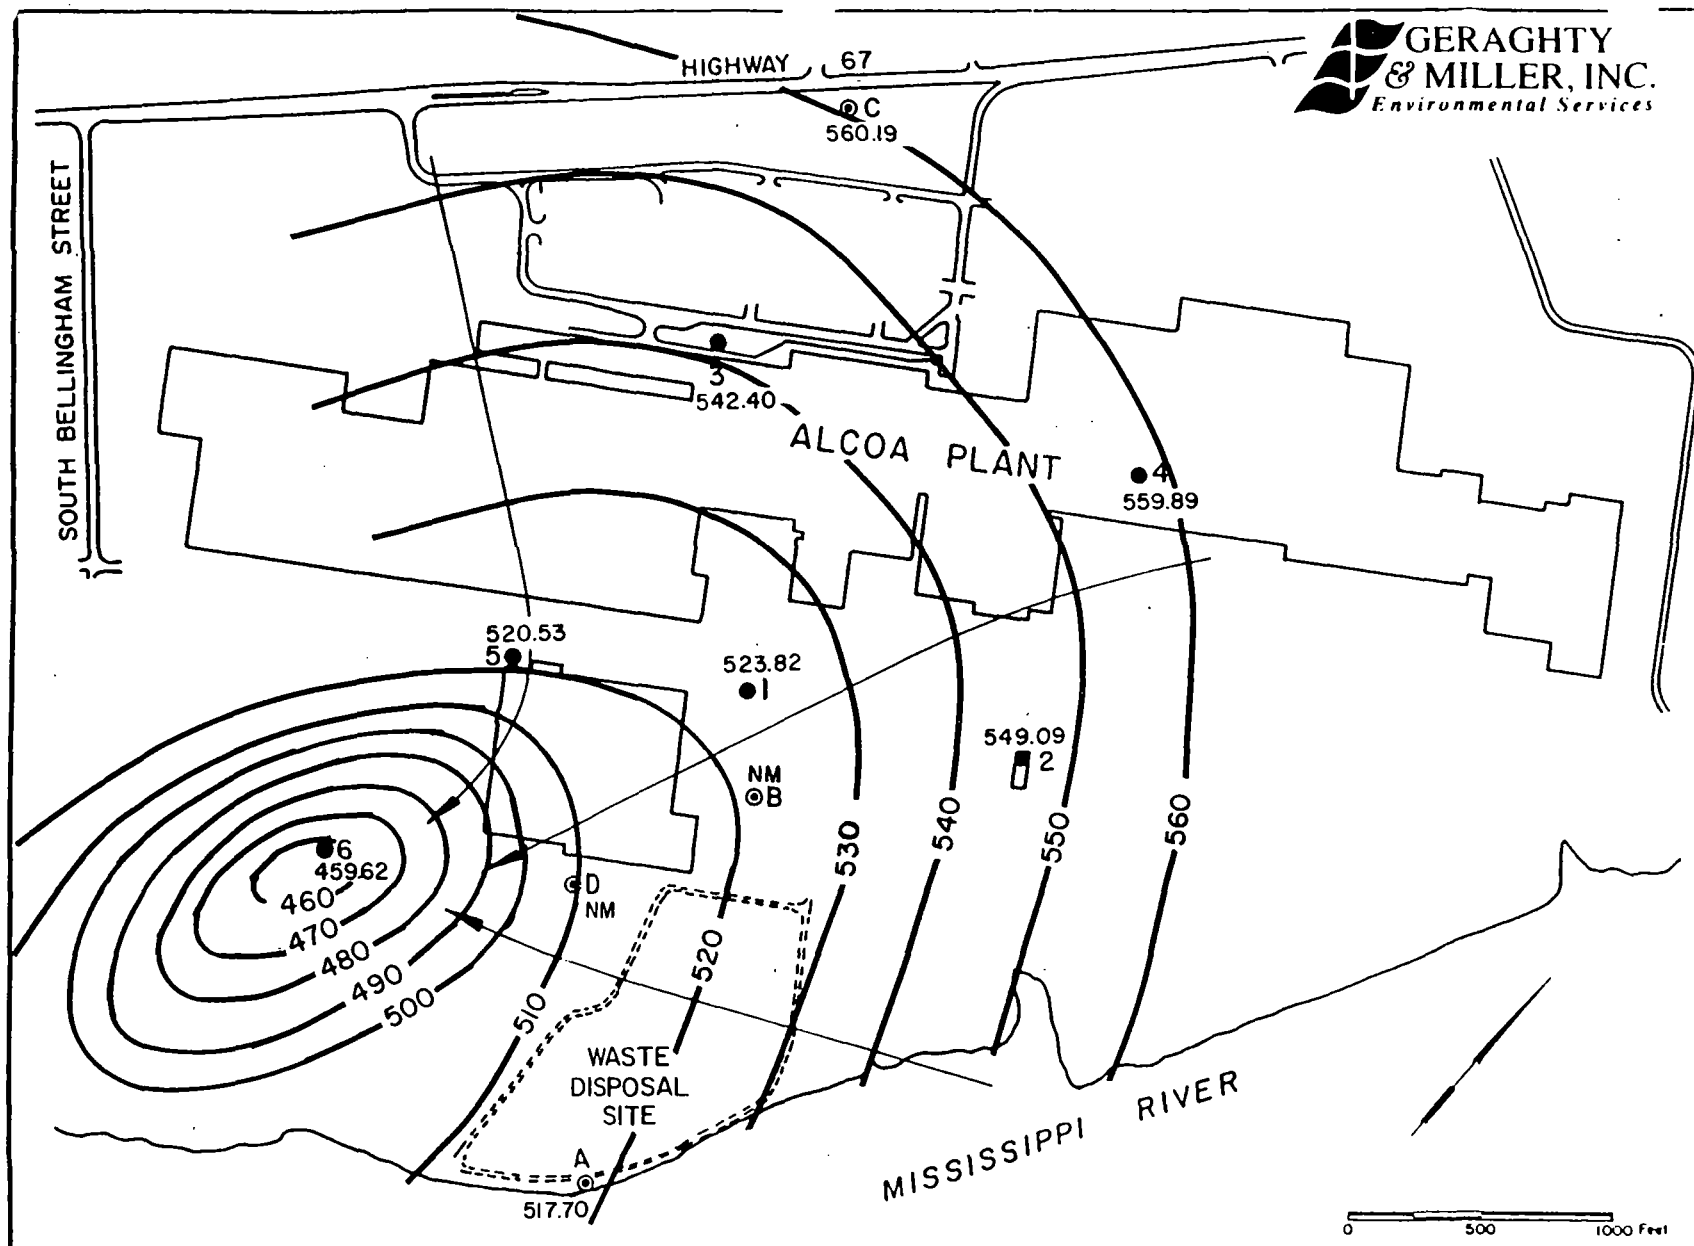 GERAGHTY
& MILLER, INC.
Environmental Services
HIGHWAY 67
C
560.19
SOUTH BELLINGHAM STREET
3
542.40
ALCOA PLANT
4
559.89
520.53
5
523.82
1
549.09
2
NM
B
6
459.62
D
NM
460
470
480
490
500
510
520
530
540
550
560
WASTE
DISPOSAL
SITE
A
517.70
MISSISSIPPI RIVER
0 500 1000 Feet